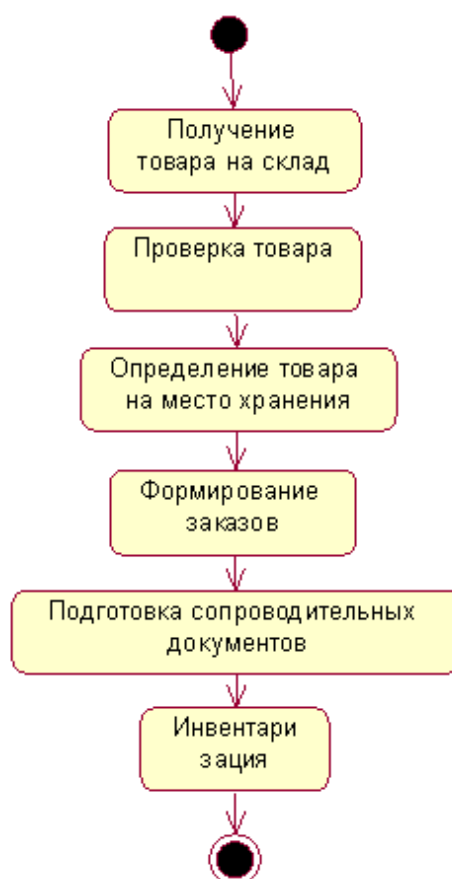 Получение
товара на склад
Проверка товара
Определение товара
на место хранения
Формирование
заказов
Подготовка сопроводительных
документов
Инвентари
зация